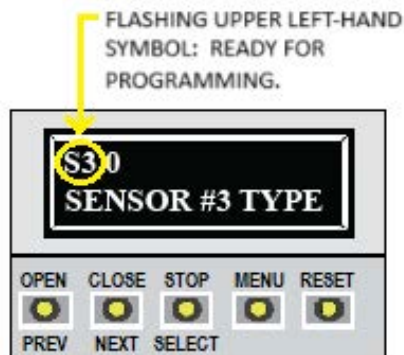 FLASHING UPPER LEFT-HAND
SYMBOL: READY FOR
PROGRAMMING.
S3 0
SENSOR #3 TYPE
OPEN CLOSE STOP MENU RESET
PREV NEXT SELECT